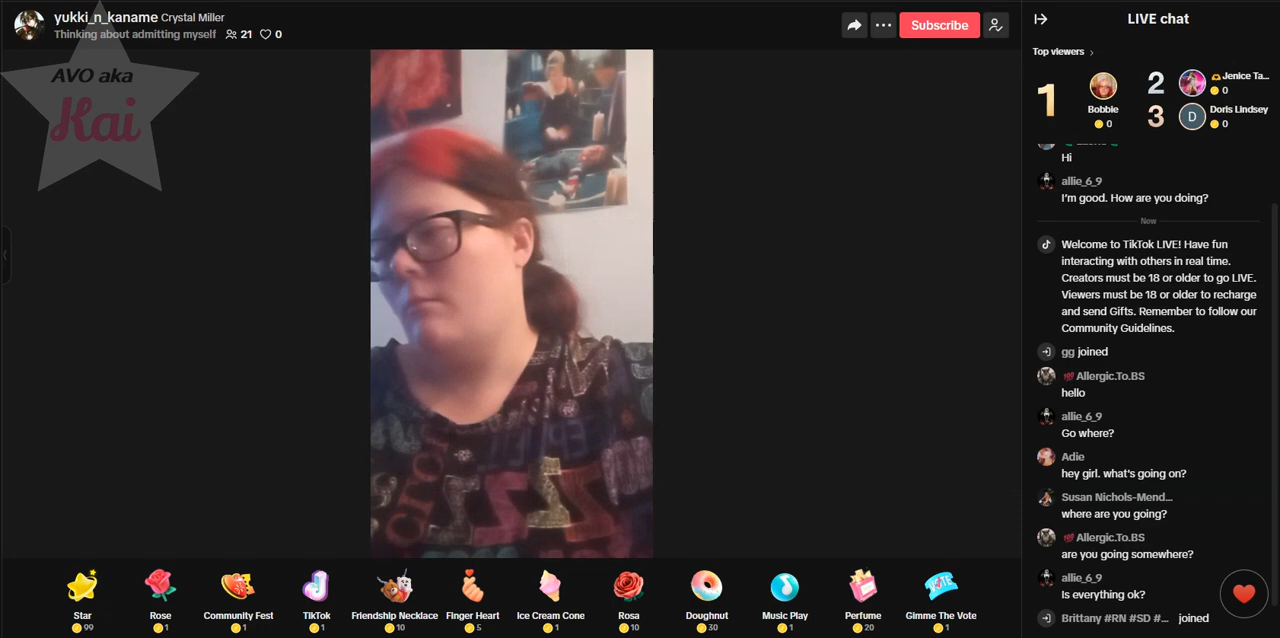 yukki_n_kaname Crystal Miller
Thinking about admitting myself 21 0
Subscribe
AVO aka
Kai
LIVE chat
Top viewers
1
Bobbie
0
2
Jenice Ta...
0
3
D
Doris Lindsey
0
Hi
allie_6_9
I'm good. How are you doing?
Now
Welcome to TikTok LIVE! Have fun
interacting with others in real time.
Creators must be 18 or older to go LIVE.
Viewers must be 18 or older to recharge
and send Gifts. Remember to follow our
Community Guidelines.
gg joined
💯Allergic.To.BS
hello
allie_6_9
Go where?
Adie
hey girl. what's going on?
Susan Nichols-Mend...
where are you going?
💯Allergic.To.BS
are you going somewhere?
allie_6_9
Is everything ok?
Brittany #RN #SD #... joined
Star
99
Rose
1
Community Fest
1
TikTok
1
Friendship Necklace
10
Finger Heart
5
Ice Cream Cone
1
Rosa
10
Doughnut
30
Music Play
1
Perfume
20
Gimme The Vote
1